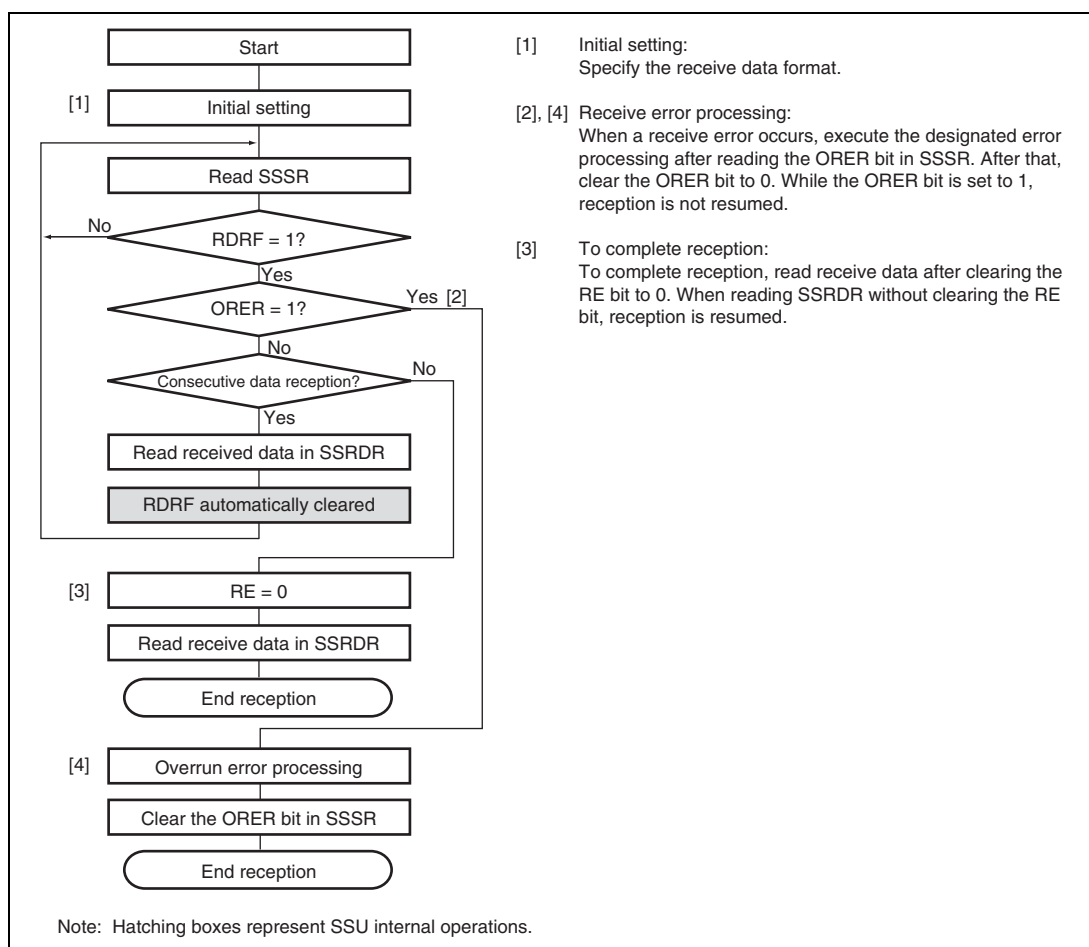 Start
[1] Initial setting
Read SSSR
No
RDRF = 1?
Yes
ORER = 1?
Yes [2]
No
Consecutive data reception?
No
Yes
Read received data in SSRDR
RDRF automatically cleared
[3] RE = 0
Read receive data in SSRDR
End reception
[4] Overrun error processing
Clear the ORER bit in SSSR
End reception
[1] Initial setting:
Specify the receive data format.
[2], [4] Receive error processing:
When a receive error occurs, execute the designated error
processing after reading the ORER bit in SSSR. After that,
clear the ORER bit to 0. While the ORER bit is set to 1,
reception is not resumed.
[3] To complete reception:
To complete reception, read receive data after clearing the
RE bit to 0. When reading SSRDR without clearing the RE
bit, reception is resumed.
Note: Hatching boxes represent SSU internal operations.